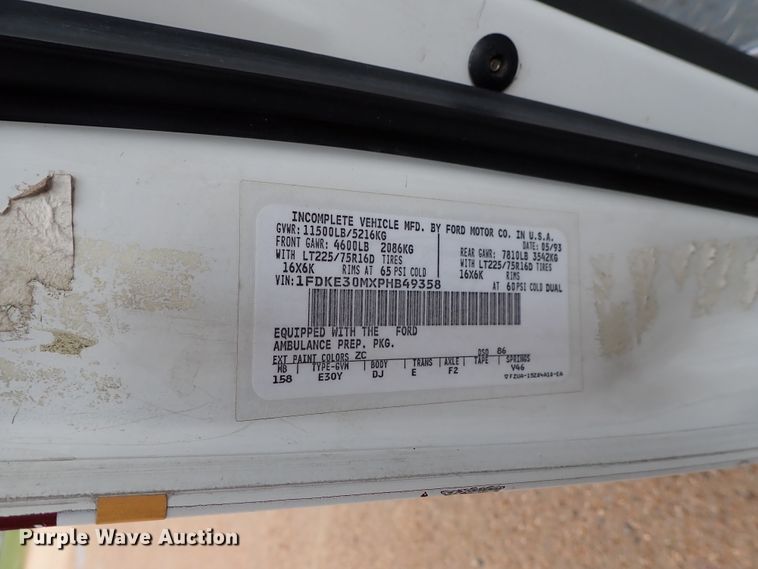 INCOMPLETE VEHICLE MFD. BY FORD MOTOR CO. IN U.S.A.
GVWR: 11500LB/5216KG DATE: 05/93
FRONT GAWR: 4600LB 2086KG REAR GAWR: 7810LB 3542KG
WITH LT225/75R16D TIRES WITH LT225/75R16D TIRES
16X6K RIMS AT 65 PSI COLD 16X6K RIMS
VIN: 1FDKE30MXPHB49358 AT 60 PSI COLD DUAL
EQUIPPED WITH THE FORD
AMBULANCE PREP. PKG.
EXT PAINT COLORS ZC DSO 86
WB TYPE-GVW BODY TRANS AXLE TAPE SPRINGS
158 E30Y DJ E F2 V46
Purple Wave Auction